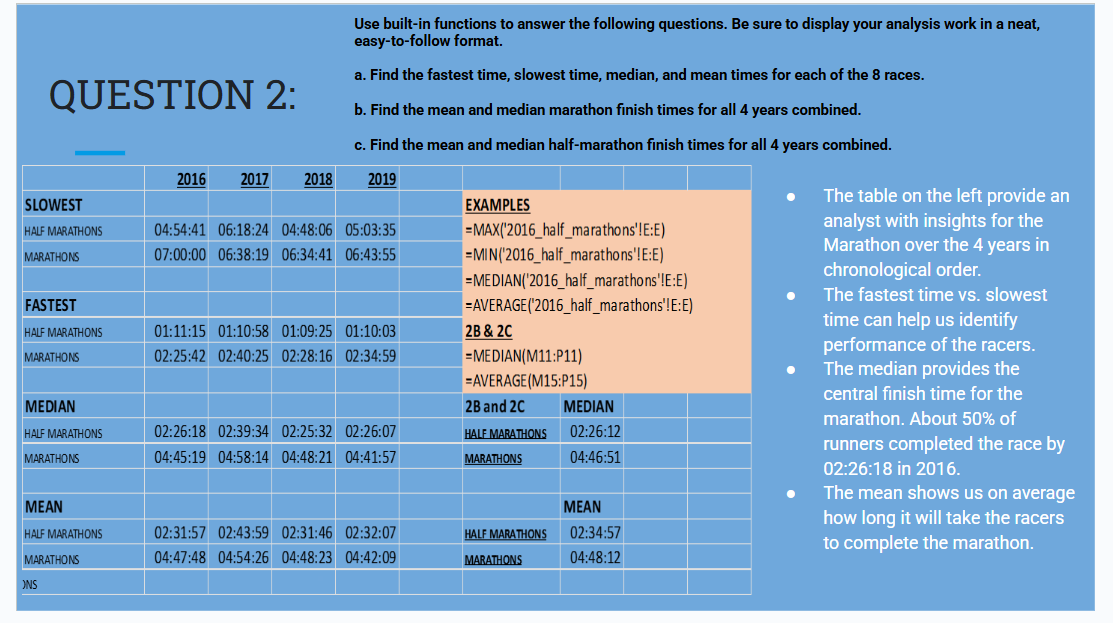 Use built-in functions to answer the following questions. Be sure to display your analysis work in a neat,
easy-to-follow format.
QUESTION 2:
a. Find the fastest time, slowest time, median, and mean times for each of the 8 races.
b. Find the mean and median marathon finish times for all 4 years combined.
c. Find the mean and median half-marathon finish times for all 4 years combined.
2016 2017 2018 2019
SLOWEST EXAMPLES
HALF MARATHONS 04:54:41 06:18:24 04:48:06 05:03:35 =MAX('2016_half_marathons'!E:E)
MARATHONS 07:00:00 06:38:19 06:34:41 06:43:55 =MIN('2016_half_marathons'!E:E)
=MEDIAN('2016_half_marathons'!E:E)
FASTEST =AVERAGE('2016_half_marathons'!E:E)
HALF MARATHONS 01:11:15 01:10:58 01:09:25 01:10:03 2B & 2C
MARATHONS 02:25:42 02:40:25 02:28:16 02:34:59 =MEDIAN(M11:P11)
=AVERAGE(M15:P15)
MEDIAN 2B and 2C MEDIAN
HALF MARATHONS 02:26:18 02:39:34 02:25:32 02:26:07 HALF MARATHONS 02:26:12
MARATHONS 04:45:19 04:58:14 04:48:21 04:41:57 MARATHONS 04:46:51
MEAN MEAN
HALF MARATHONS 02:31:57 02:43:59 02:31:46 02:32:07 HALF MARATHONS 02:34:57
MARATHONS 04:47:48 04:54:26 04:48:23 04:42:09 MARATHONS 04:48:12
ONS
● The table on the left provide an
analyst with insights for the
Marathon over the 4 years in
chronological order.
● The fastest time vs. slowest
time can help us identify
performance of the racers.
● The median provides the
central finish time for the
marathon. About 50% of
runners completed the race by
02:26:18 in 2016.
● The mean shows us on average
how long it will take the racers
to complete the marathon.